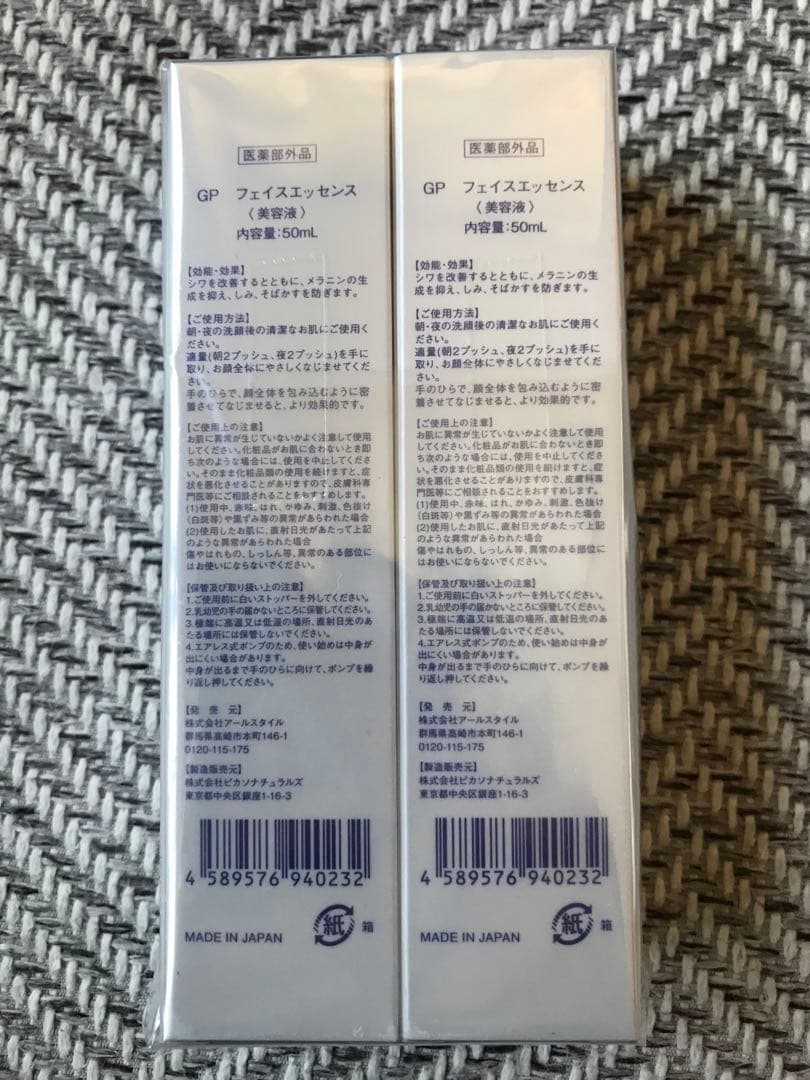 医薬部外品
GP フェイスエッセンス
〈美容液〉
内容量:50mL
【効能・効果】
シワを改善するとともに、メラニンの生
成を抑え、しみ、そばかすを防ぎます。
【ご使用方法】
朝・夜の洗顔後の清潔なお肌にご使用く
ださい。
適量(朝2プッシュ、夜2プッシュ)を手に
取り、お顔全体にやさしくなじませてくだ
さい。
手のひらで、顔全体を包み込むように密
着させてなじませると、より効果的です。
【ご使用上の注意】
お肌に異常が生じていないかよく注意して使用
してください。化粧品がお肌に合わないとき即
ち次のような場合には、使用を中止してくださ
い。そのまま化粧品類の使用を続けますと、症
状を悪化させることがありますので、皮膚科専
門医等にご相談されることをおすすめします。
(1)使用中、赤味、はれ、かゆみ、刺激、色抜け
(白斑等)や黒ずみ等の異常があらわれた場合
(2)使用したお肌に、直射日光があたって上記
のような異常があらわれた場合
傷やはれもの、しっしん等、異常のある部位に
はお使いにならないでください。
【保管及び取り扱い上の注意】
1.ご使用前に白いストッパーを外してください。
2.乳幼児の手の届かないところに保管してください。
3.極端に高温又は低温の場所、直射日光のあ
たる場所には保管しないでください。
4.エアレス式ポンプのため、使い始めは中身が
出にくい場合があります。
中身が出るまで手のひらに向けて、ポンプを繰
り返し押してください。
【発売元】
株式会社アールスタイル
群馬県高崎市本町146-1
0120-115-175
【製造販売元】
株式会社ピカソナチュラルズ
東京都中央区銀座1-16-3
4 589576 940232
MADE IN JAPAN 紙 箱
医薬部外品
GP フェイスエッセンス
〈美容液〉
内容量:50mL
【効能・効果】
シワを改善するとともに、メラニンの生
成を抑え、しみ、そばかすを防ぎます。
【ご使用方法】
朝・夜の洗顔後の清潔なお肌にご使用く
ださい。
適量(朝2プッシュ、夜2プッシュ)を手に
取り、お顔全体にやさしくなじませてくだ
さい。
手のひらで、顔全体を包み込むように密
着させてなじませると、より効果的です。
【ご使用上の注意】
お肌に異常が生じていないかよく注意して使用
してください。化粧品がお肌に合わないとき即
ち次のような場合には、使用を中止してくださ
い。そのまま化粧品類の使用を続けますと、症
状を悪化させることがありますので、皮膚科専
門医等にご相談されることをおすすめします。
(1)使用中、赤味、はれ、かゆみ、刺激、色抜け
(白斑等)や黒ずみ等の異常があらわれた場合
(2)使用したお肌に、直射日光があたって上記
のような異常があらわれた場合
傷やはれもの、しっしん等、異常のある部位に
はお使いにならないでください。
【保管及び取り扱い上の注意】
1.ご使用前に白いストッパーを外してください。
2.乳幼児の手の届かないところに保管してください。
3.極端に高温又は低温の場所、直射日光のあ
たる場所には保管しないでください。
4.エアレス式ポンプのため、使い始めは中身が
出にくい場合があります。
中身が出るまで手のひらに向けて、ポンプを繰
り返し押してください。
【発売元】
株式会社アールスタイル
群馬県高崎市本町146-1
0120-115-175
【製造販売元】
株式会社ピカソナチュラルズ
東京都中央区銀座1-16-3
4 589576 940232
MADE IN JAPAN 紙 箱